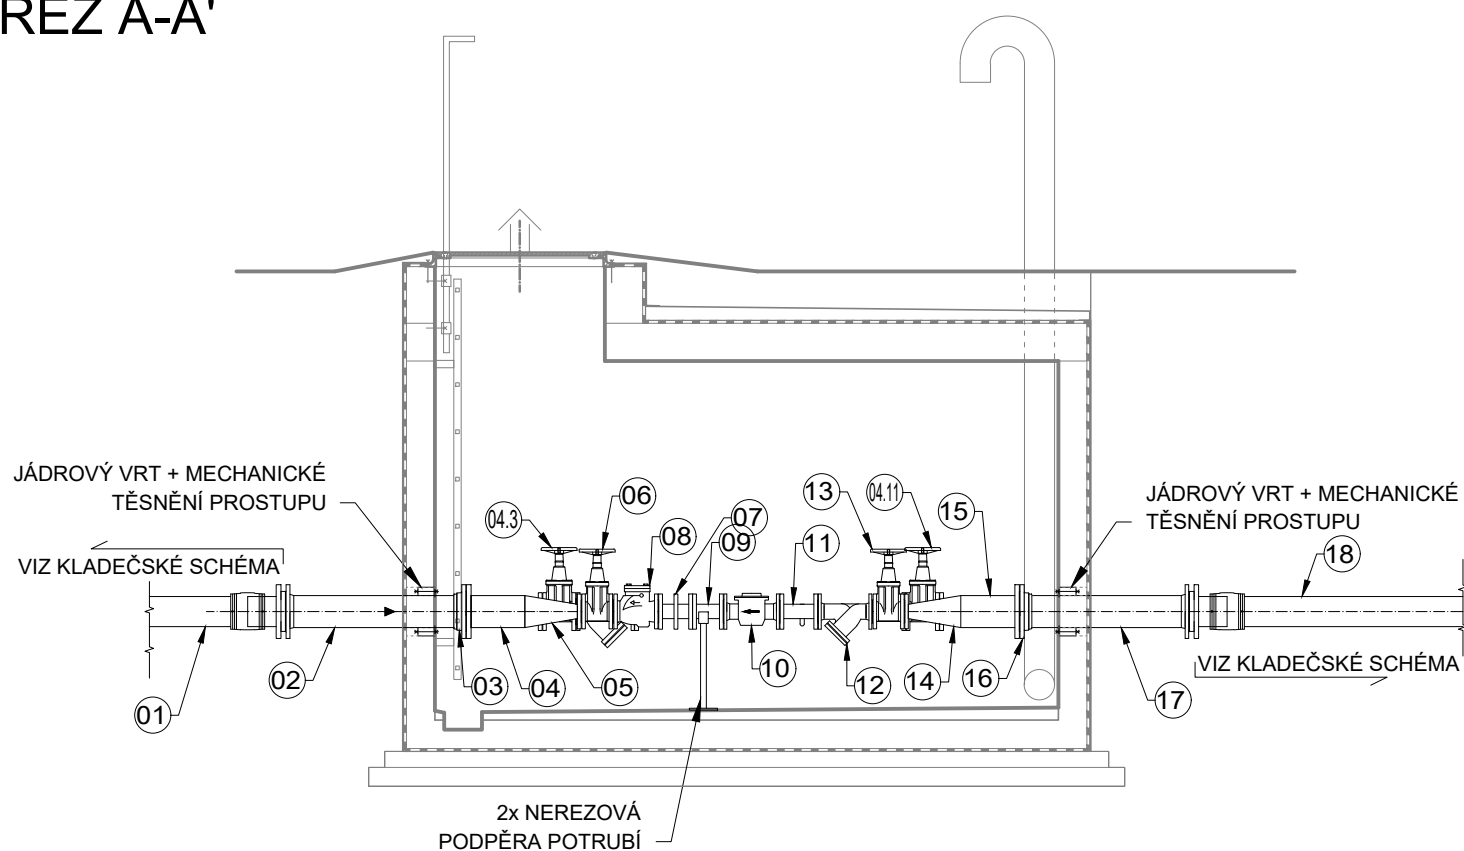 ŘEZ A-A'
JÁDROVÝ VRT + MECHANICKÉ
TĚSNĚNÍ PROSTUPU
VIZ KLADEČSKÉ SCHÉMA
01
02
03
04
05
04.3
06
07
08
09
10
11
12
13
04.11
14
15
16
17
18
JÁDROVÝ VRT + MECHANICKÉ
TĚSNĚNÍ PROSTUPU
VIZ KLADEČSKÉ SCHÉMA
2x NEREZOVÁ
PODPĚRA POTRUBÍ